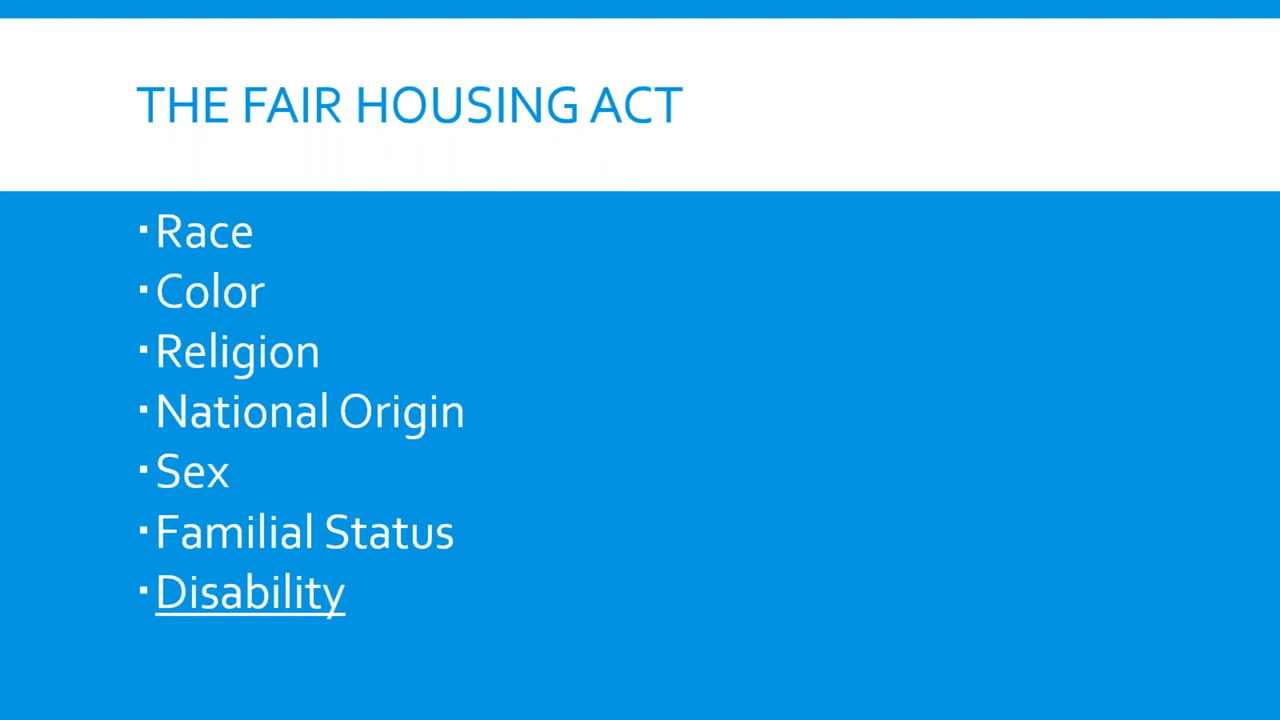 THE FAIR HOUSING ACT
▪Race
▪Color
▪Religion
▪National Origin
▪Sex
▪Familial Status
▪Disability